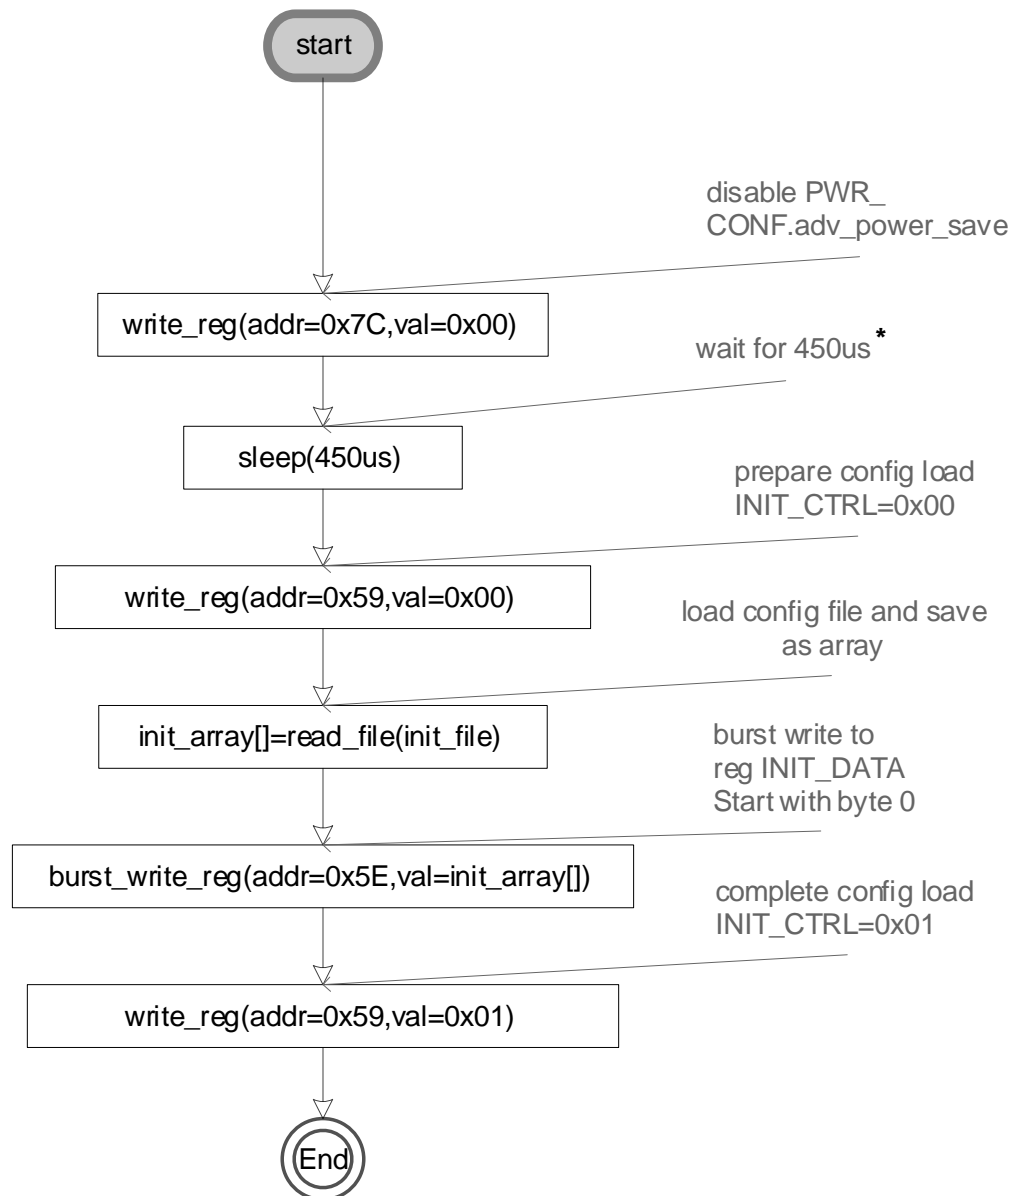 start
disable PWR_
CONF.adv_power_save
write_reg(addr=0x7C,val=0x00)
wait for 450us*
sleep(450us)
prepare config load
INIT_CTRL=0x00
write_reg(addr=0x59,val=0x00)
load config file and save
as array
init_array[]=read_file(init_file)
burst write to
reg INIT_DATA
Start with byte 0
burst_write_reg(addr=0x5E,val=init_array[])
complete config load
INIT_CTRL=0x01
write_reg(addr=0x59,val=0x01)
End